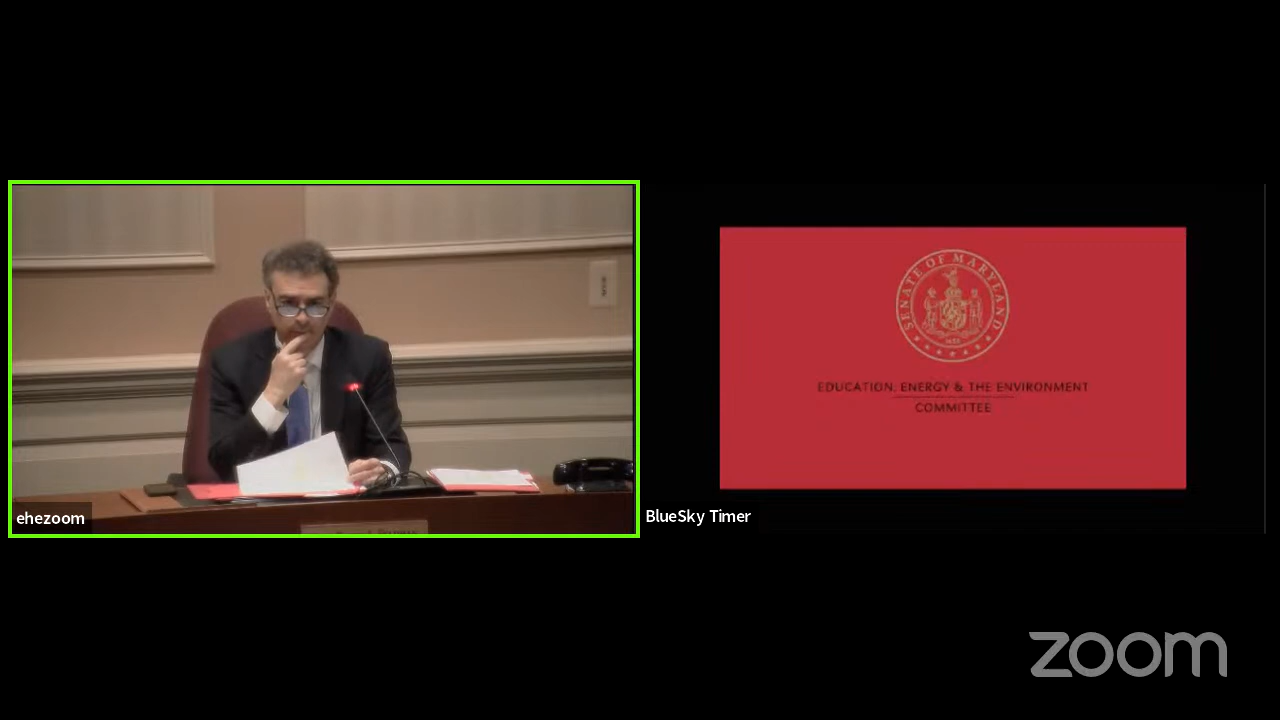 ehezoom
SENATE OF MARYLAND
EDUCATION, ENERGY & THE ENVIRONMENT
COMMITTEE
BlueSky Timer
zoom